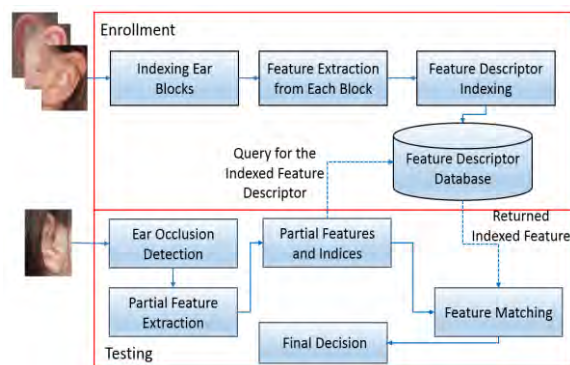 Enrollment
Indexing Ear
Blocks
Feature Extraction
from Each Block
Feature Descriptor
Indexing
Query for the
Indexed Feature
Descriptor
Feature Descriptor
Database
Returned
Indexed Feature
Ear Occlusion
Detection
Partial Features
and Indices
Partial Feature
Extraction
Feature Matching
Final Decision
Testing